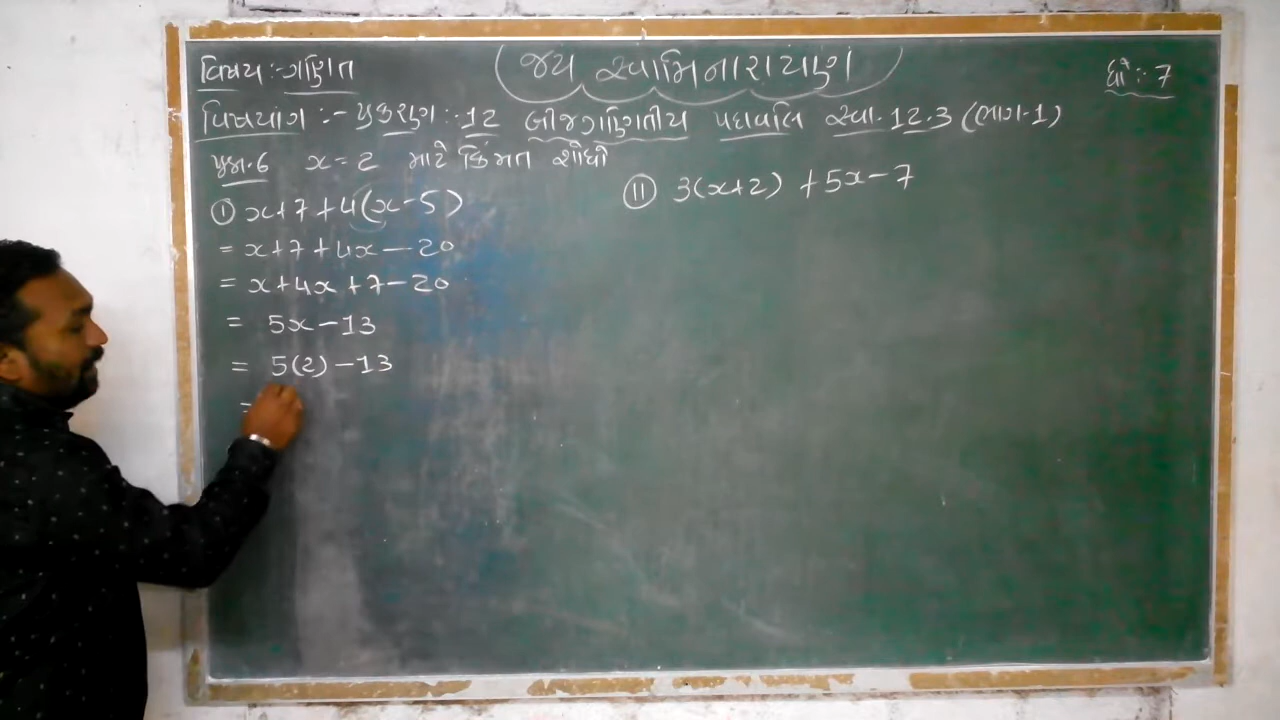 વિષય :- ગણિત
જય સ્વામિનારાયણ
ધો :- 7
વિષયાંગ :- પ્રકરણ :- 12 બીજગણિતીય પદાવલિ સ્વા. 12.3 (ભાગ-1)
પ્રશ્ન.6 x = 2 માટે કિંમત શોધો
(i) x+7+4(x-5)
= x+7+4x-20
= x+4x+7-20
= 5x-13
= 5(2)-13
=
(ii) 3(x+2) +5x-7